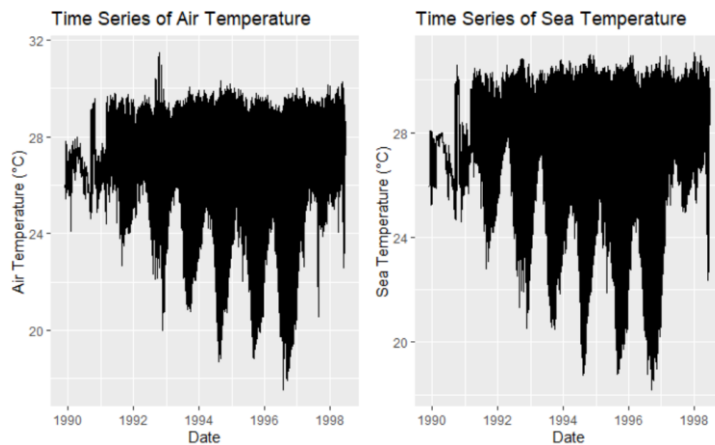 Time Series of Air Temperature
32
28
24
20
Air Temperature (°C)
1990 1992 1994 1996 1998
Date
Time Series of Sea Temperature
28
24
20
Sea Temperature (°C)
1990 1992 1994 1996 1998
Date